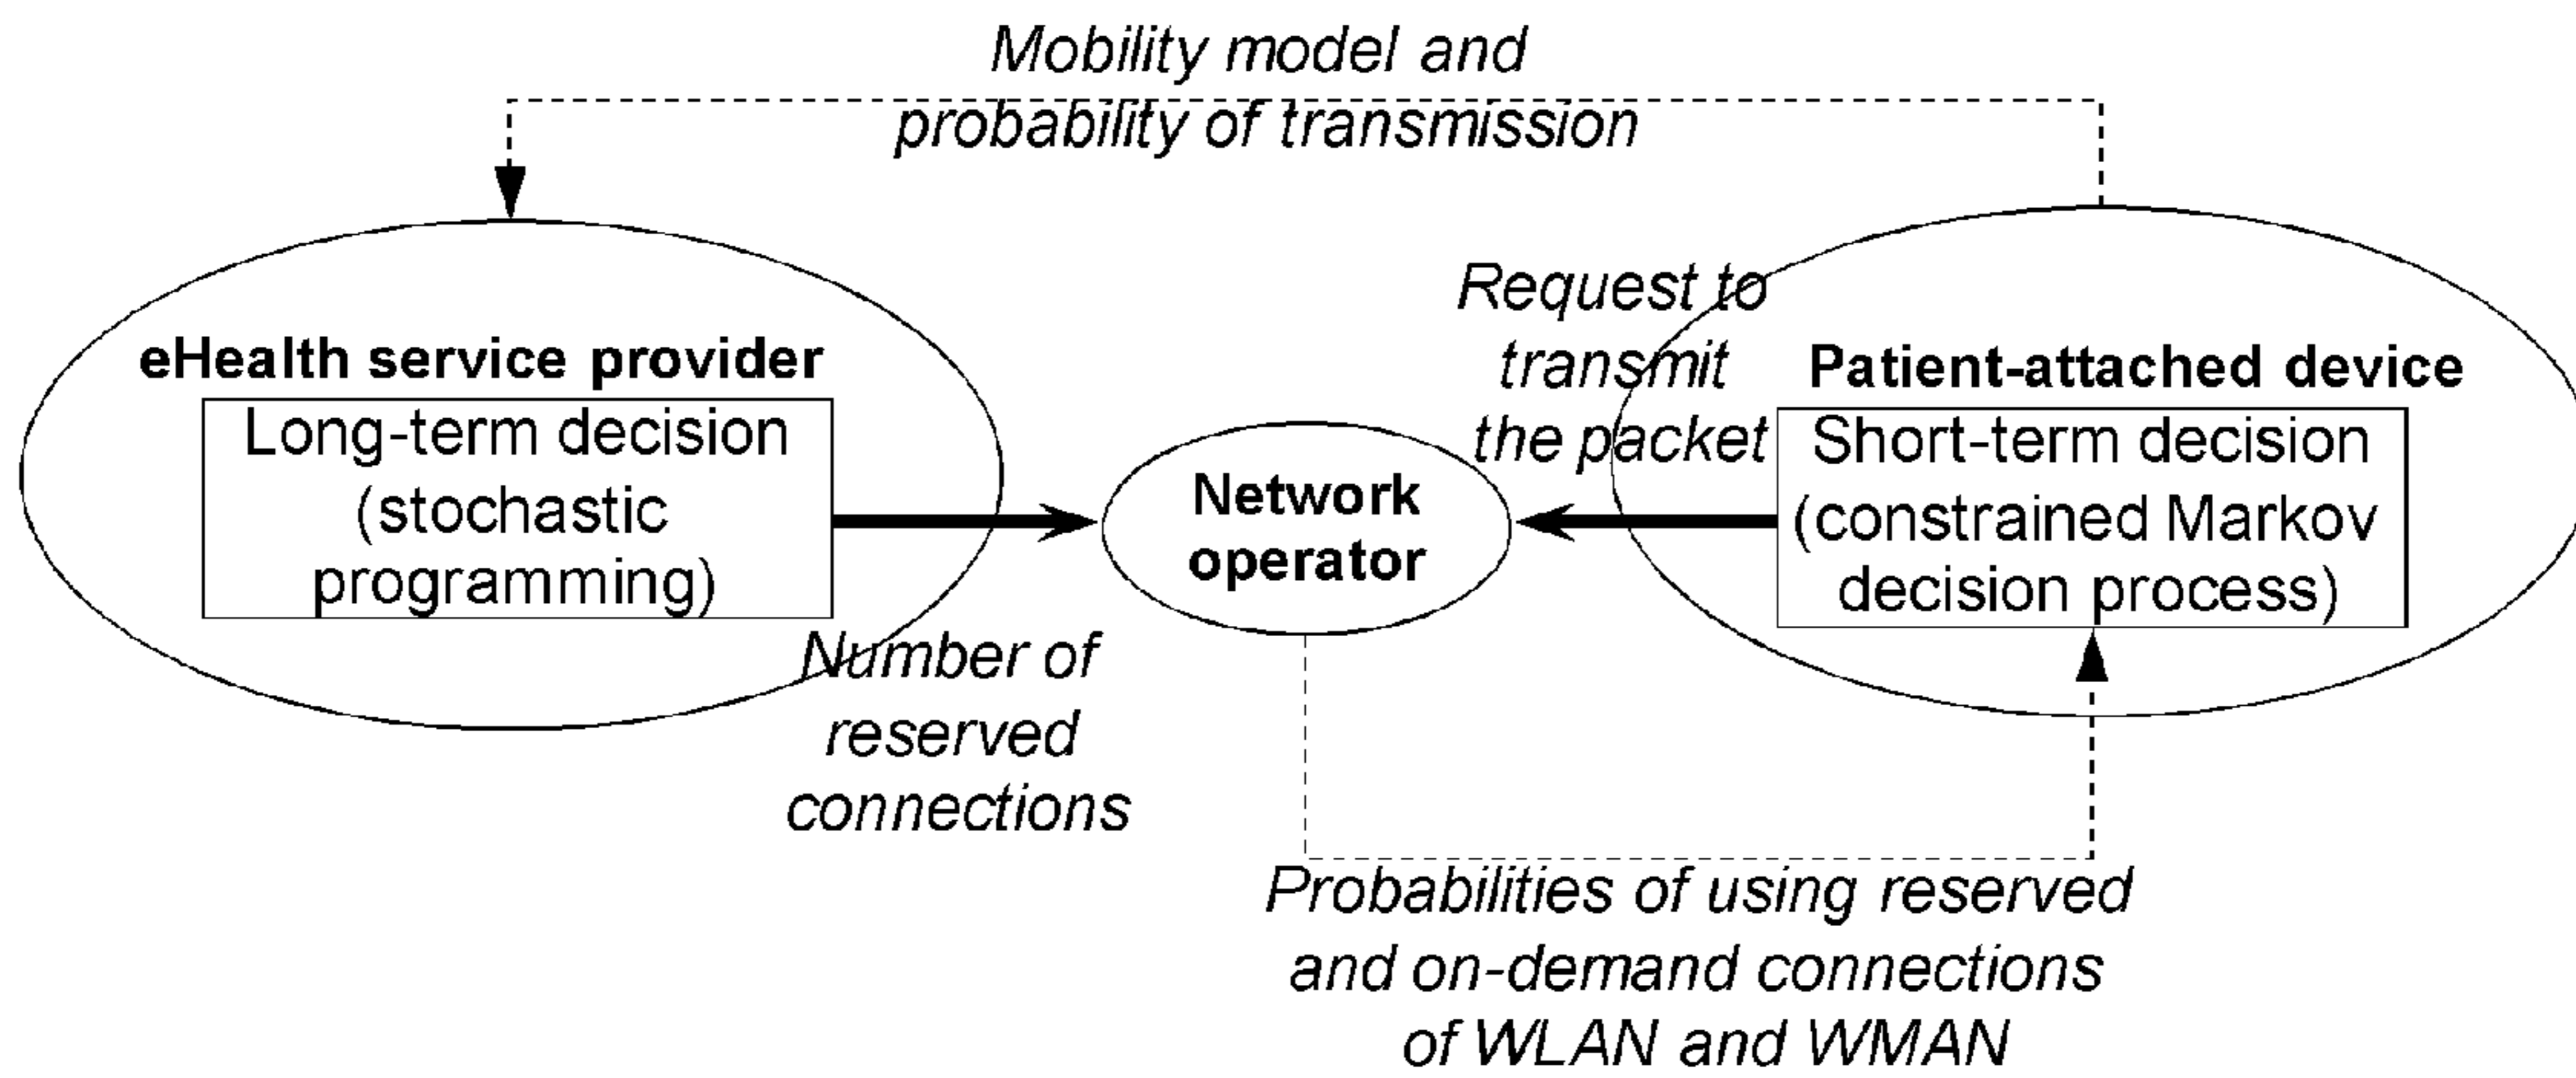 Mobility model and
probability of transmission
eHealth service provider
Long-term decision
(stochastic
programming)
Number of
reserved
connections
Network
operator
Request to
transmit
the packet
Patient-attached device
Short-term decision
(constrained Markov
decision process)
Probabilities of using reserved
and on-demand connections
of WLAN and WMAN